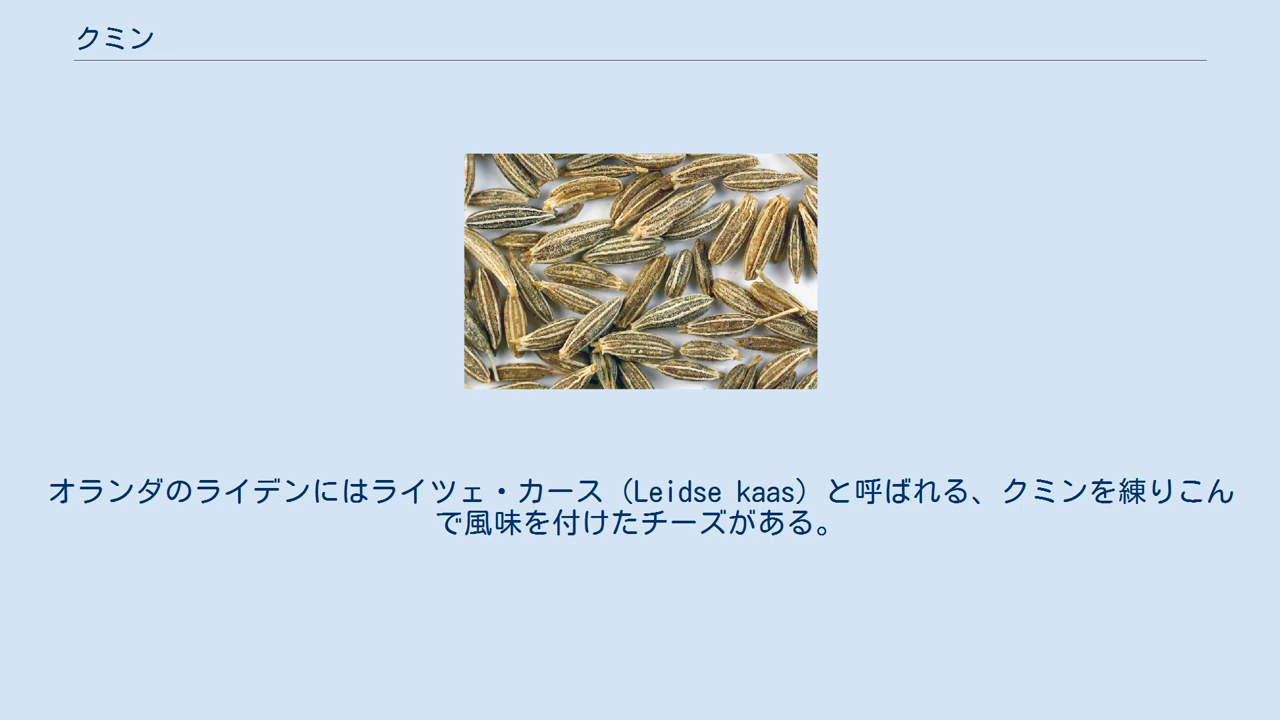 クミン
オランダのライデンにはライツェ・カース（Leidse kaas）と呼ばれる、クミンを練りこん
で風味を付けたチーズがある。